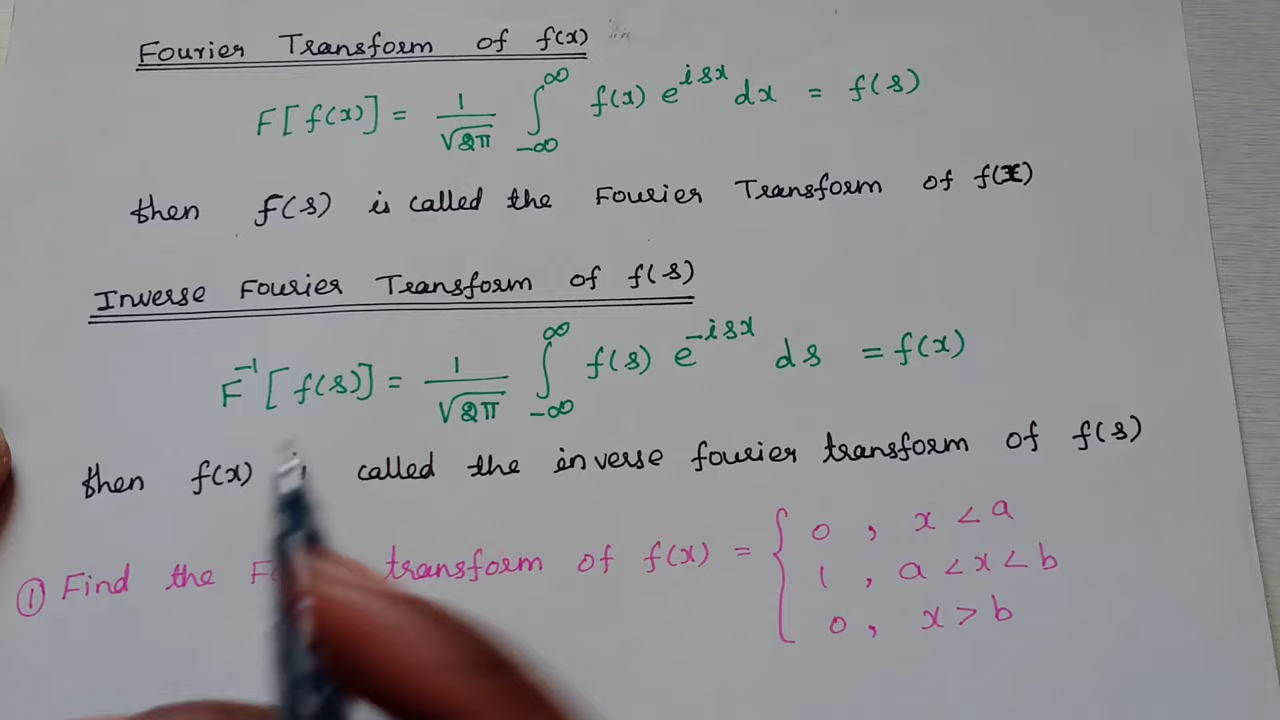 Fourier Transform of f(x)
F[f(x)] = 1/√2π ∫_{-∞}^{∞} f(x) e^{isx} dx = f(s)
then f(s) is called the Fourier Transform of f(x)
Inverse Fourier Transform of f(s)
F^{-1}[f(s)] = 1/√2π ∫_{-∞}^{∞} f(s) e^{-isx} ds = f(x)
then f(x) called the inverse fourier transform of f(s)
① Find the transform of f(x) = { 0 , x < a
1 , a < x < b
0 , x > b